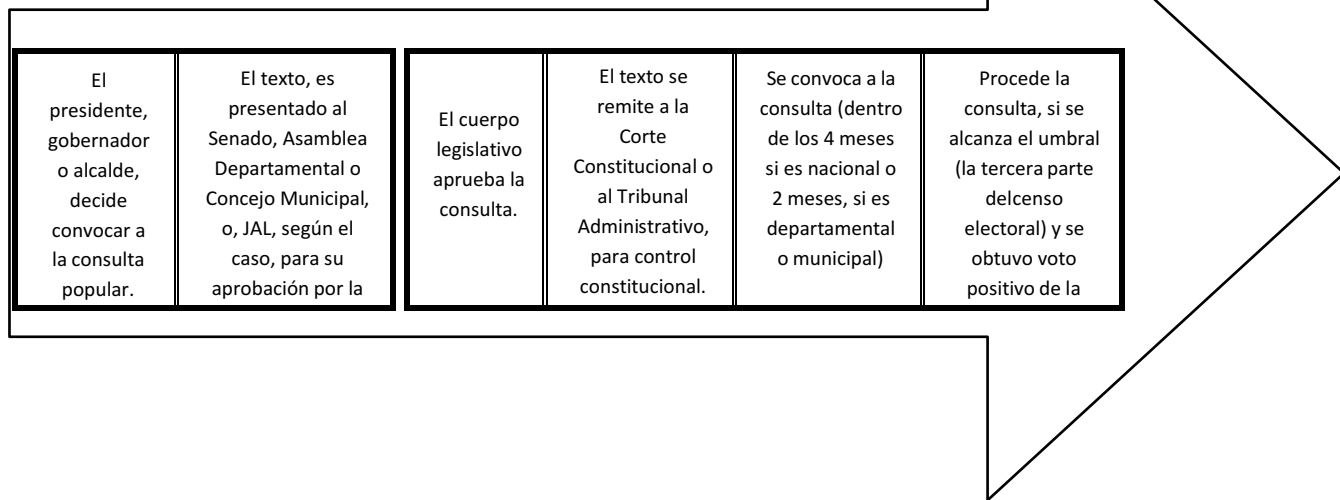 El
presidente,
gobernador
o alcalde,
decide
convocar a
la consulta
popular.
El texto, es
presentado al
Senado, Asamblea
Departamental o
Concejo Municipal,
o, JAL, según el
caso, para su
aprobación por la
El cuerpo
legislativo
aprueba la
consulta.
El texto se
remite a la
Corte
Constitucional o
al Tribunal
Administrativo,
para control
constitucional.
Se convoca a la
consulta (dentro
de los 4 meses
si es nacional o
2 meses, si es
departamental
o municipal)
Procede la
consulta, si se
alcanza el umbral
(la tercera parte
delcenso
electoral) y se
obtuvo voto
positivo de la